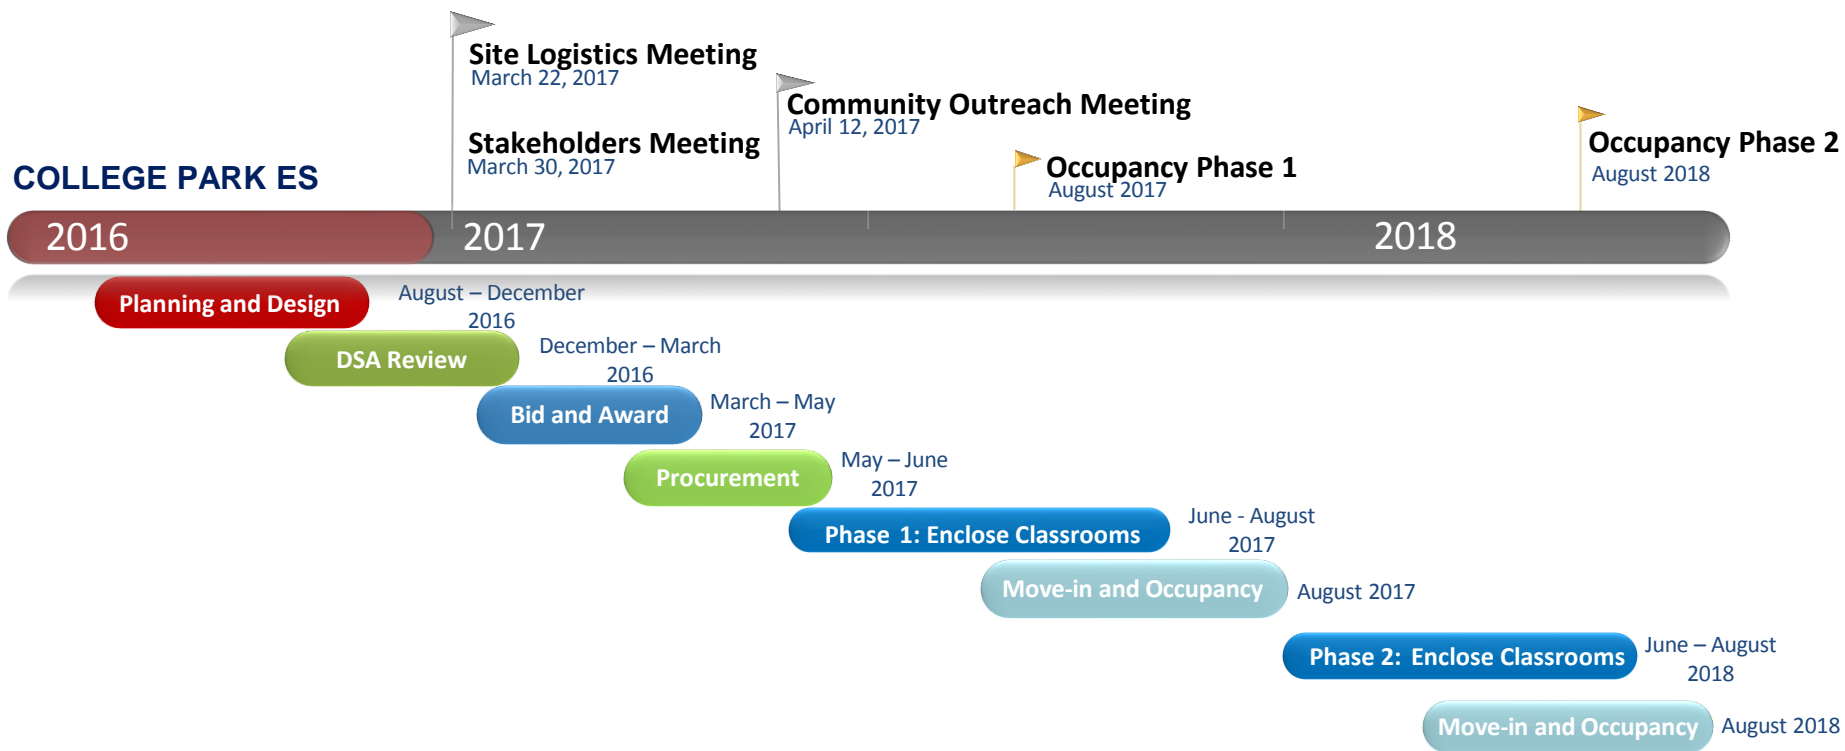 Site Logistics Meeting
March 22, 2017
Stakeholders Meeting
March 30, 2017
Community Outreach Meeting
April 12, 2017
Occupancy Phase 1
August 2017
Occupancy Phase 2
August 2018
COLLEGE PARK ES
2016
2017
2018
Planning and Design
August – December
2016
DSA Review
December – March
2016
Bid and Award
March – May
2017
Procurement
May – June
2017
Phase 1: Enclose Classrooms
June - August
2017
Move-in and Occupancy
August 2017
Phase 2: Enclose Classrooms
June – August
2018
Move-in and Occupancy
August 2018